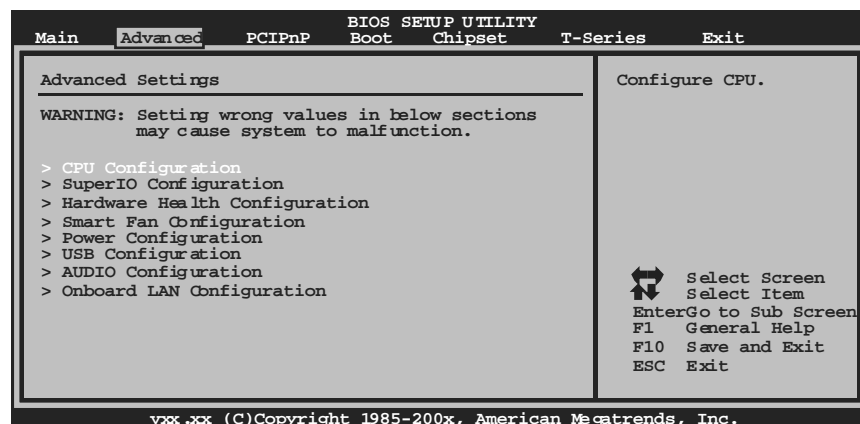 BIOS SETUP UTILITY
Main Advanced PCIPnP Boot Chipset T-Series Exit
Advanced Settings
WARNING: Setting wrong values in below sections
may cause system to malfunction.
> CPU Configuration
> SuperIO Configuration
> Hardware Health Configuration
> Smart Fan Configuration
> Power Configuration
> USB Configuration
> AUDIO Configuration
> Onboard LAN Configuration
Configure CPU.
Select Screen
Select Item
EnterGo to Sub Screen
F1 General Help
F10 Save and Exit
ESC Exit
vxx.xx (C)Copyright 1985-200x, American Megatrends, Inc.